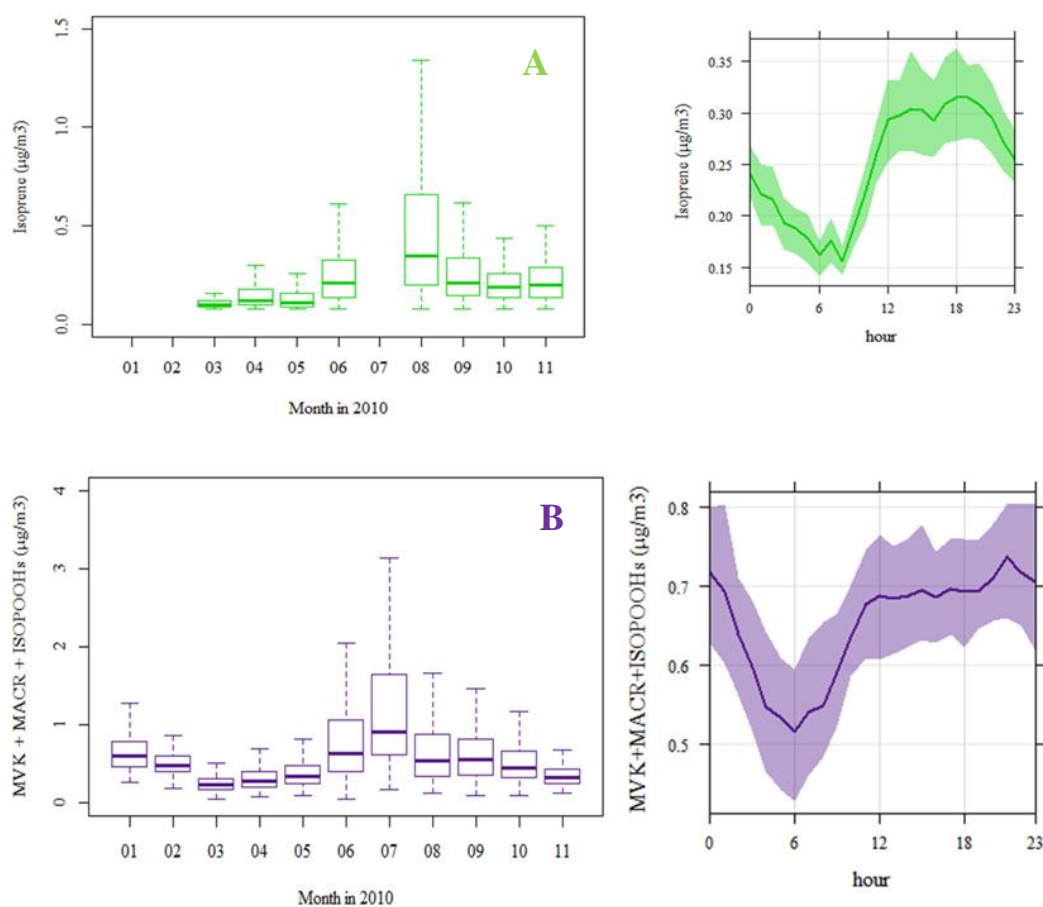 A
Isoprene (µg/m3)
1.5
1.0
0.5
0.0
01 02 03 04 05 06 07 08 09 10 11
Month in 2010
Isoprene (µg/m3)
0.35
0.30
0.25
0.20
0.15
0 6 12 18 23
hour
B
MVK + MACR + ISOPOOHs (µg/m3)
4
3
2
1
0
01 02 03 04 05 06 07 08 09 10 11
Month in 2010
MVK+MACR+ISOPOOHs (µg/m3)
0.8
0.7
0.6
0.5
0 6 12 18 23
hour